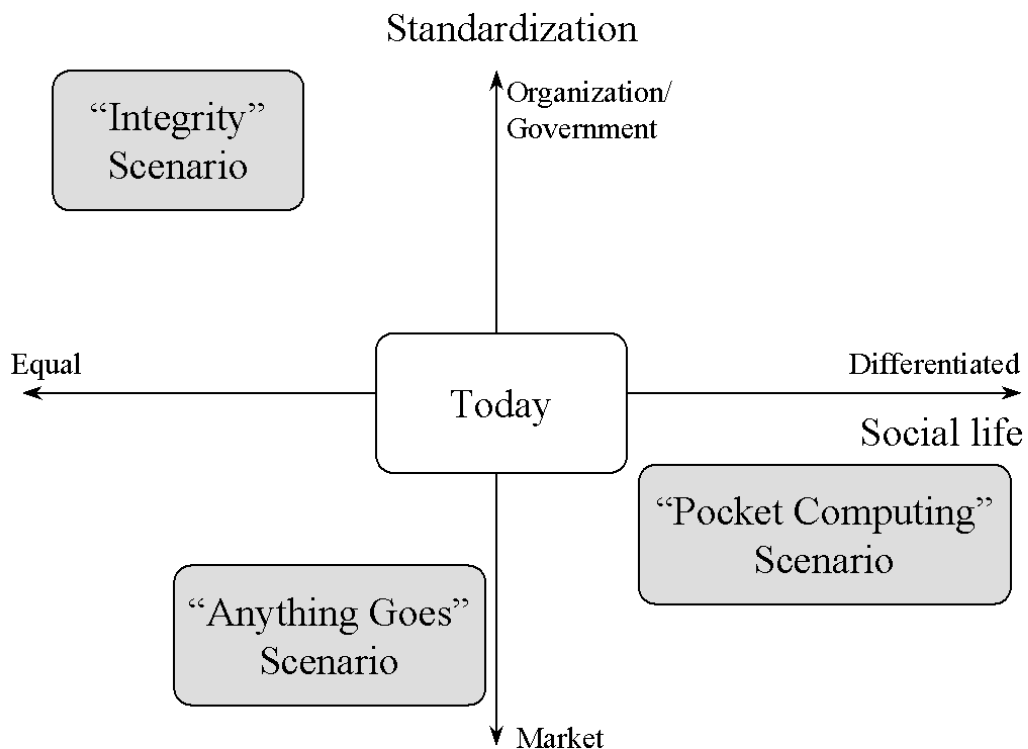 Standardization
Organization/
Government
“Integrity”
Scenario
Equal
Differentiated
Today
Social life
“Pocket Computing”
Scenario
“Anything Goes”
Scenario
Market